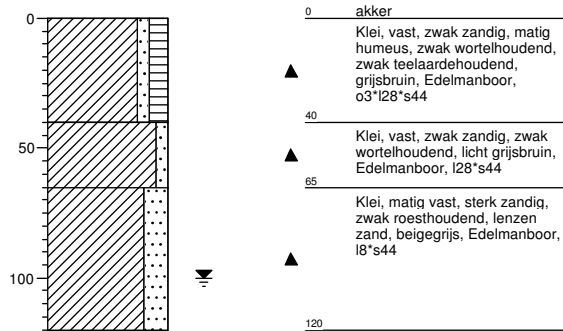 0
50
100
0 akker
Klei, vast, zwak zandig, matig
humeus, zwak wortelhoudend,
zwak teelaardehoudend,
grijsbruin, Edelmanboor,
o3*l28*s44
40
Klei, vast, zwak zandig, zwak
wortelhoudend, licht grijsbruin,
Edelmanboor, l28*s44
65
Klei, matig vast, sterk zandig,
zwak roesthoudend, lenzen
zand, beigegrijs, Edelmanboor,
l8*s44
120